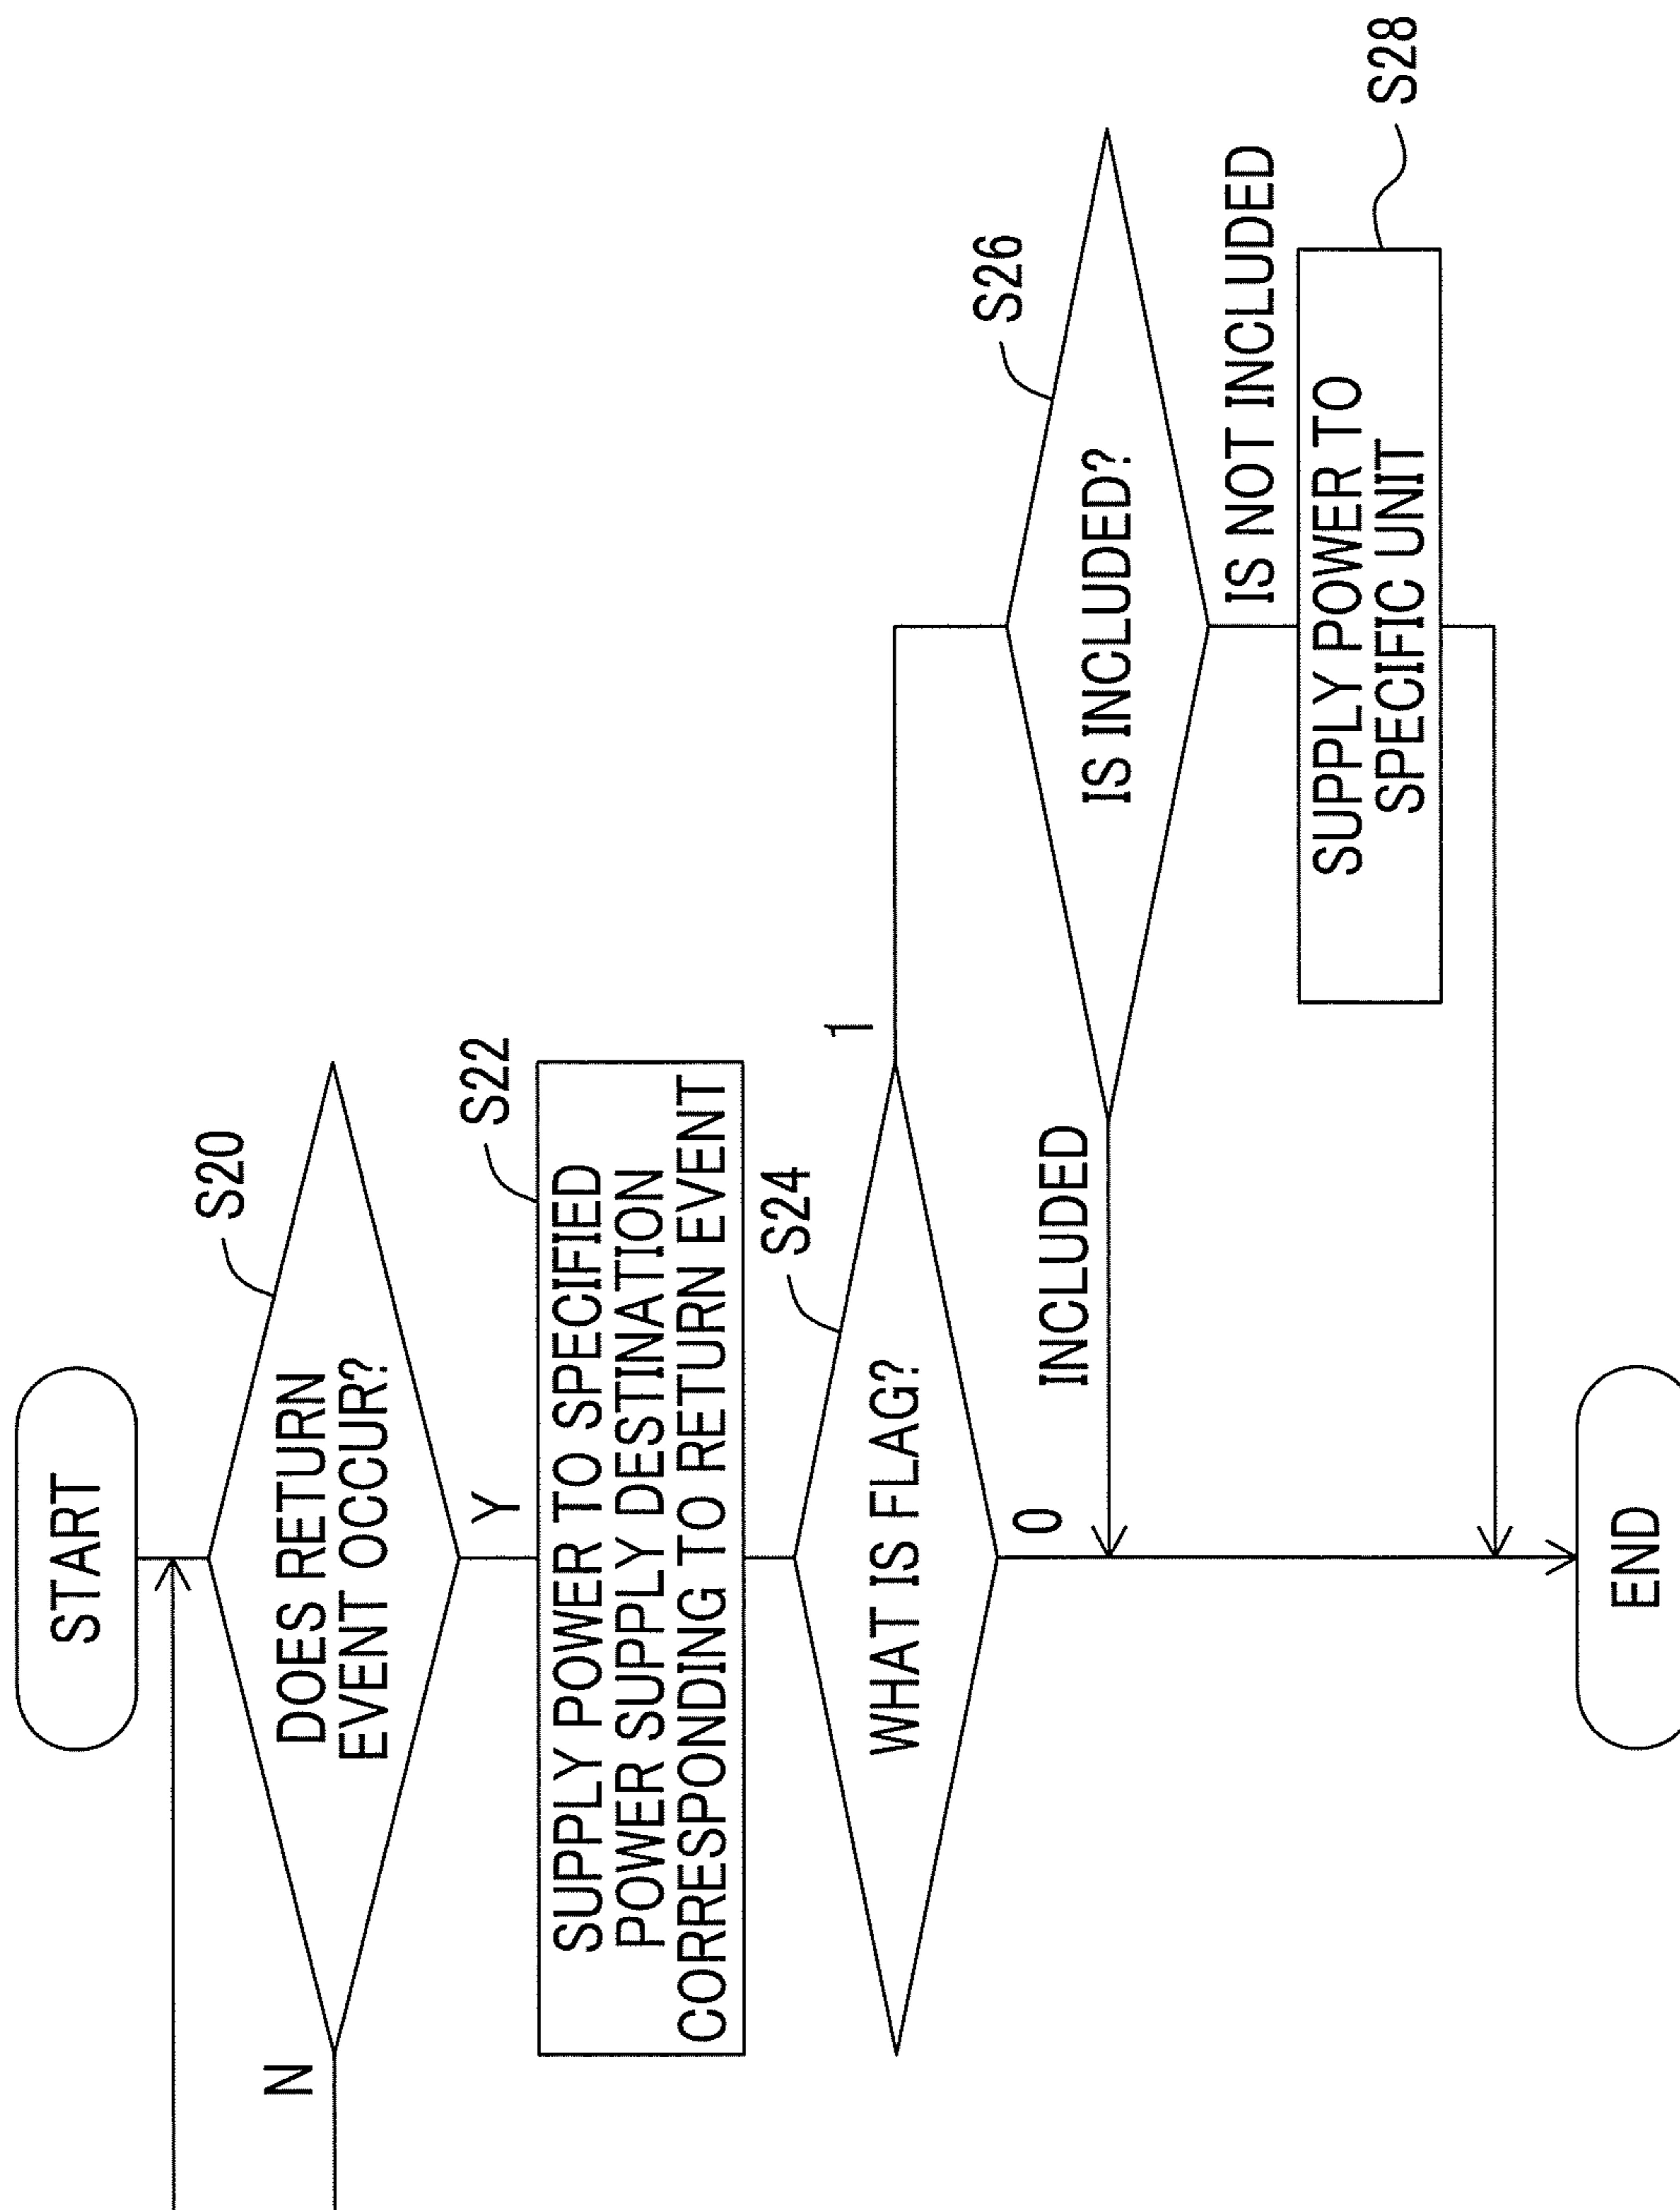 START
S20
DOES RETURN
EVENT OCCUR?
N
Y
S22
SUPPLY POWER TO SPECIFIED
POWER SUPPLY DESTINATION
CORRESPONDING TO RETURN EVENT
S24
WHAT IS FLAG?
1
0
S26
IS INCLUDED?
INCLUDED
IS NOT INCLUDED
S28
SUPPLY POWER TO
SPECIFIC UNIT
END